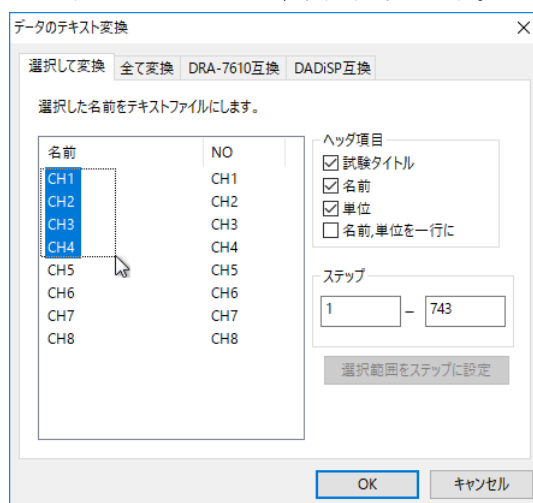 データのテキスト変換
選択して変換 全て変換 DRA-7610互換 DADiSP互換
選択した名前をテキストファイルにします。
名前 NO
CH1 CH1
CH2 CH2
CH3 CH3
CH4 CH4
CH5 CH5
CH6 CH6
CH7 CH7
CH8 CH8
ヘッダ項目
試験タイトル
名前
単位
名前,単位を一行に
ステップ
1 – 743
選択範囲をステップに設定
OK キャンセル